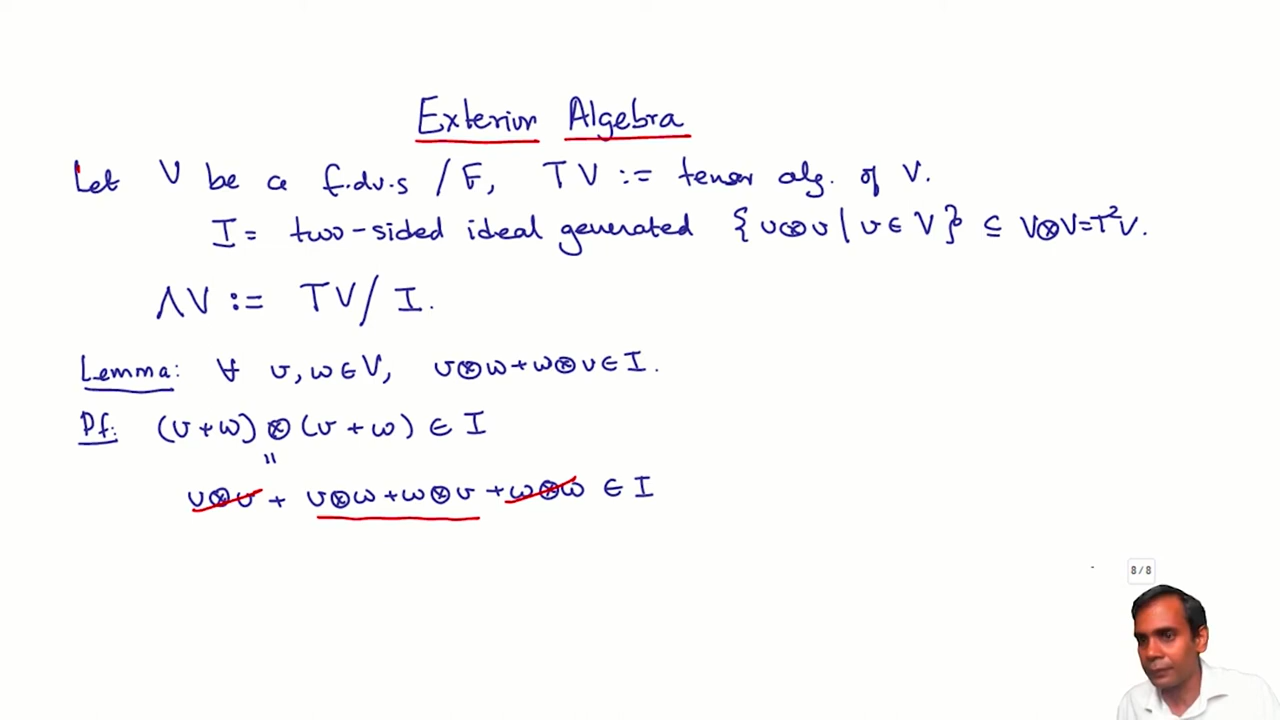 Exterior Algebra
Let V be a f.d.v.s / F, TV := tensor alg. of V.
I = two-sided ideal generated {v⊗v | v ∈ V} ⊆ V⊗V=T²V.
ΛV := TV/ I.
Lemma: ∀ v, w ∈ V, v⊗w + w⊗v ∈ I.
Pf: (v+w) ⊗ (v+w) ∈ I
"
v⊗v + v⊗w + w⊗v + w⊗w ∈ I
8/8